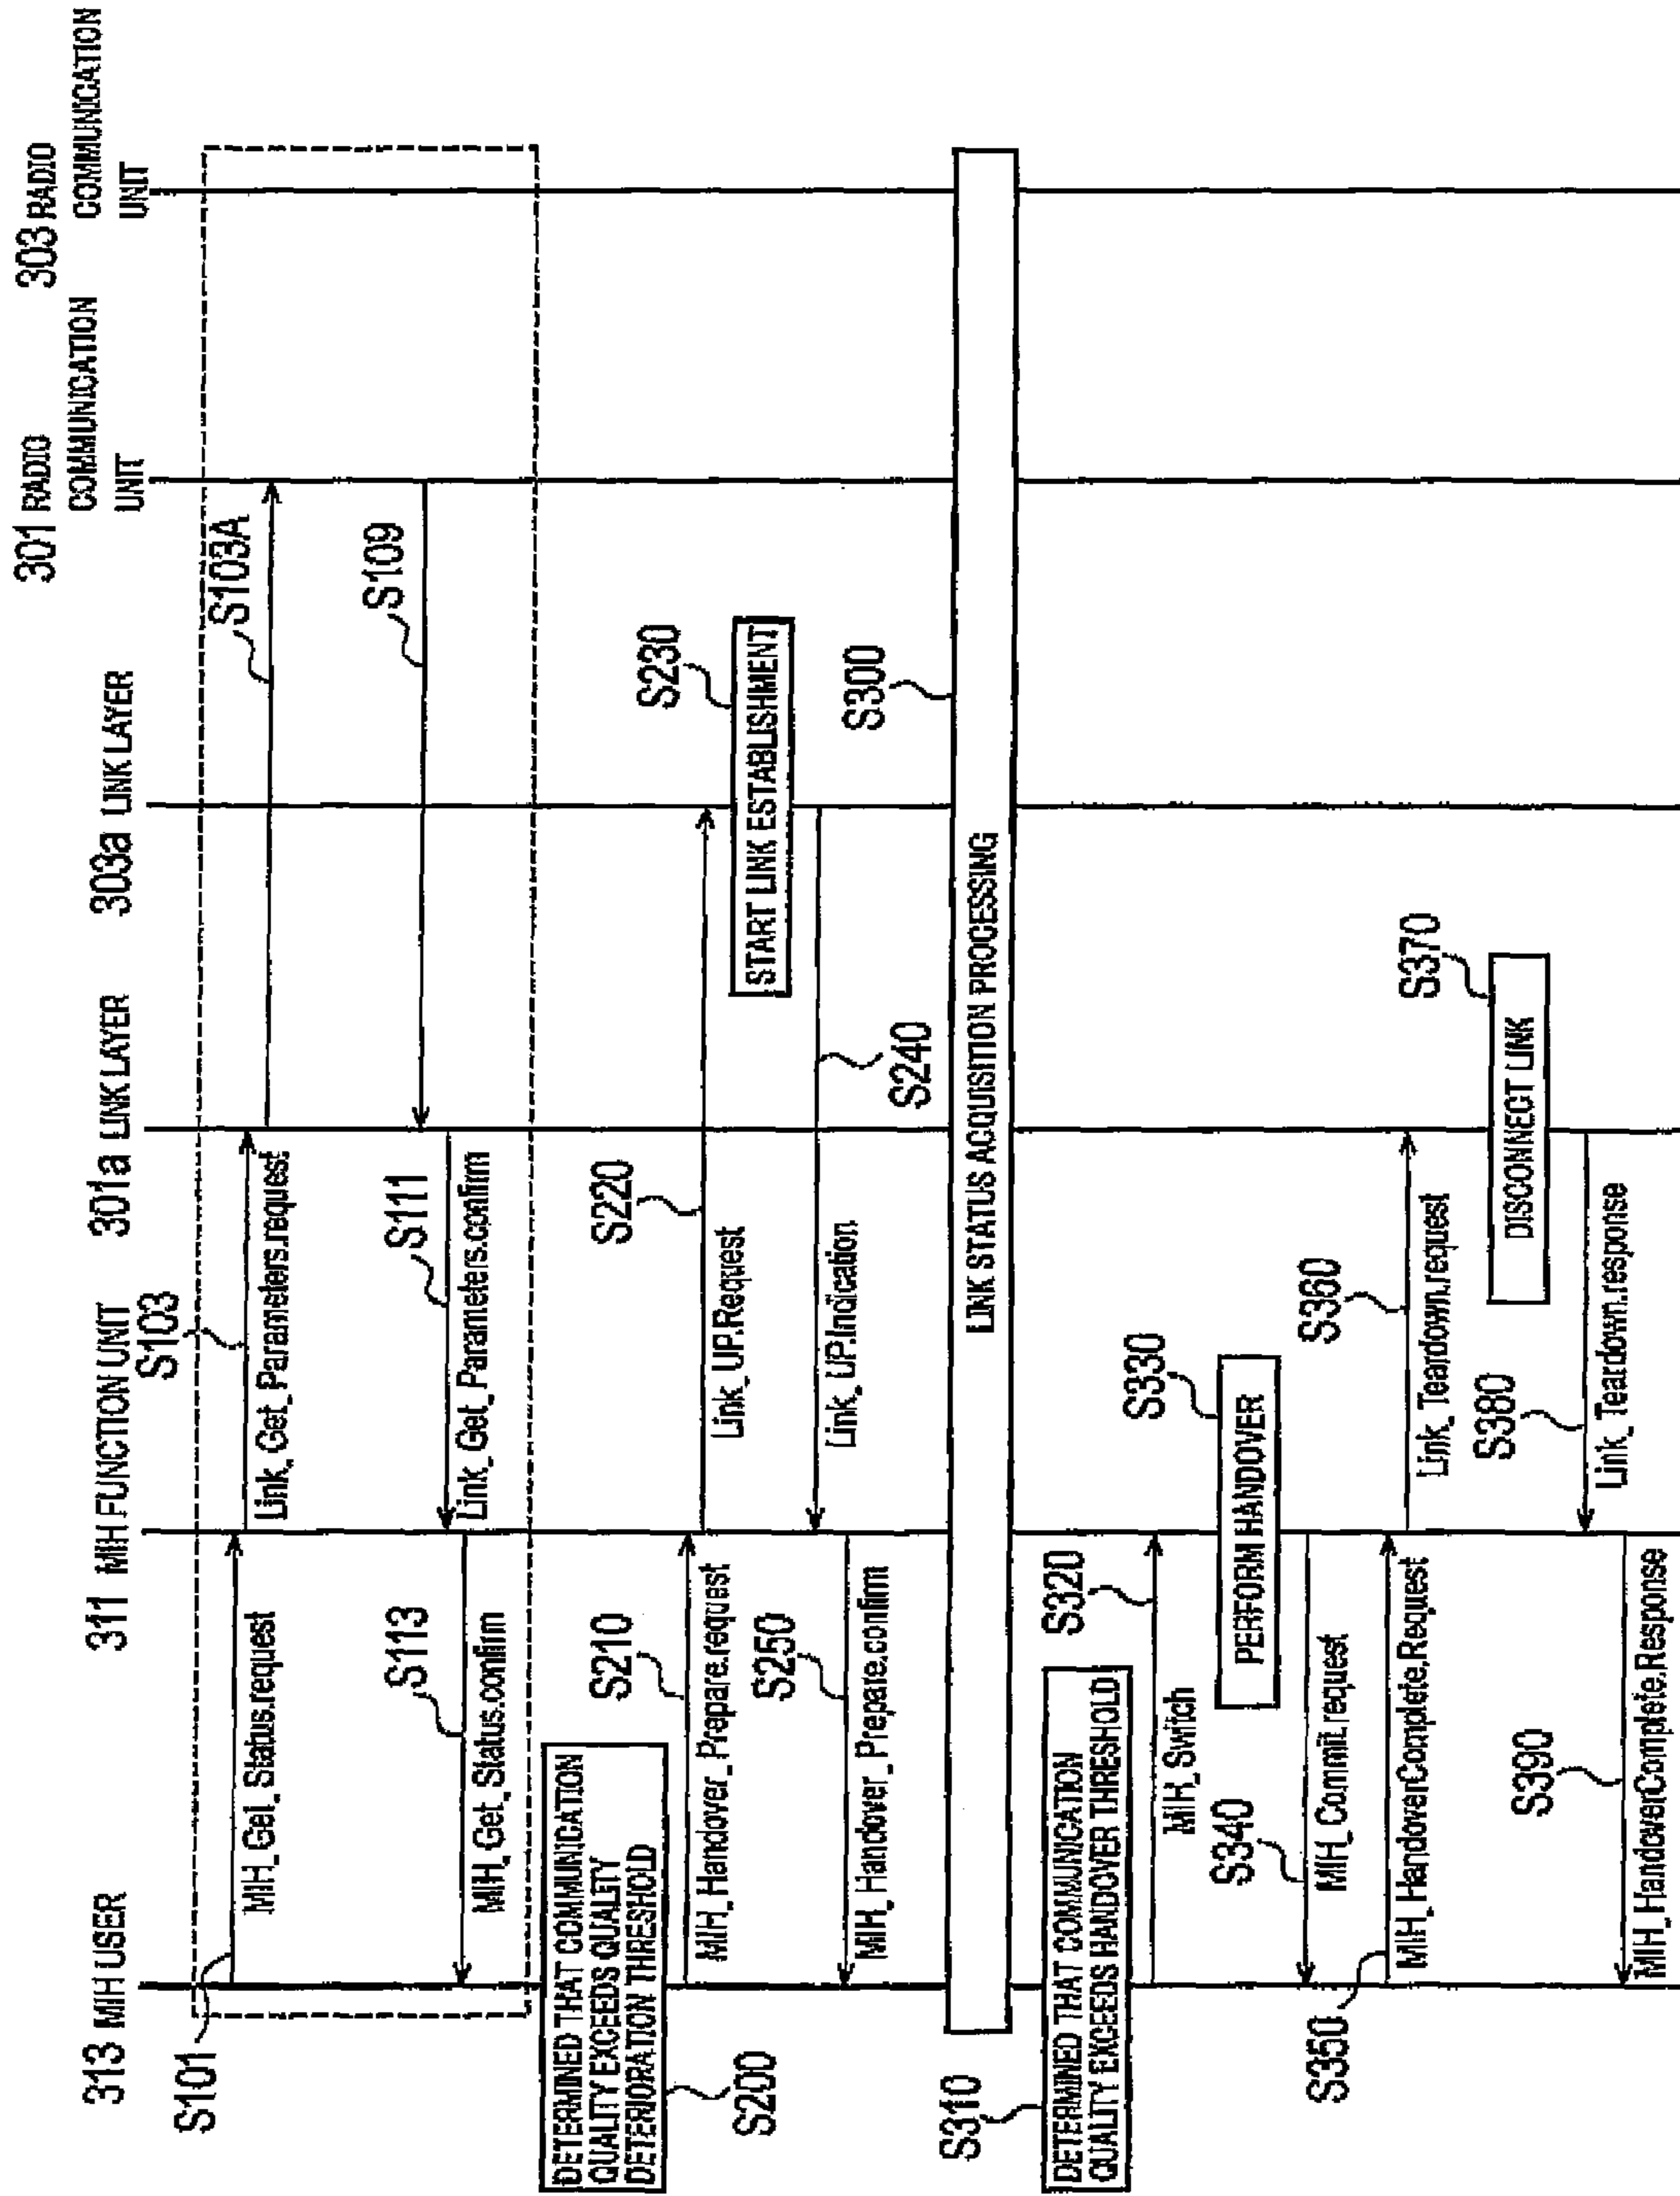 313 MIH USER
311 MIH FUNCTION UNIT
301a LINK LAYER
303a LINK LAYER
301 RADIO
COMMUNICATION
UNIT
303 RADIO
COMMUNICATION
UNIT
S101
MIH_Get_Status.request
S103
Link_Get_Parameters.request
S103A
S109
S111
Link_Get_Parameters.confirm
S113
MIH_Get_Status.confirm
DETERMINED THAT COMMUNICATION
QUALITY EXCEEDS QUALITY
DETERIORATION THRESHOLD
S200
S210
MIH_Handover_Prepare.request
S220
Link_UP.Request
S230
START LINK ESTABLISHMENT
S240
Link_UP.Indication
S250
MIH_Handover_Prepare.confirm
S300
LINK STATUS ACQUISITION PROCESSING
S310
DETERMINED THAT COMMUNICATION
QUALITY EXCEEDS HANDOVER THRESHOLD
S320
MIH_Switch
S330
PERFORM HANDOVER
S340
MIH_Commit.request
S350
MIH_HandoverComplete.Request
S360
Link_Teardown.request
S370
DISCONNECT LINK
S380
Link_Teardown.response
S390
MIH_HandoverComplete.Response